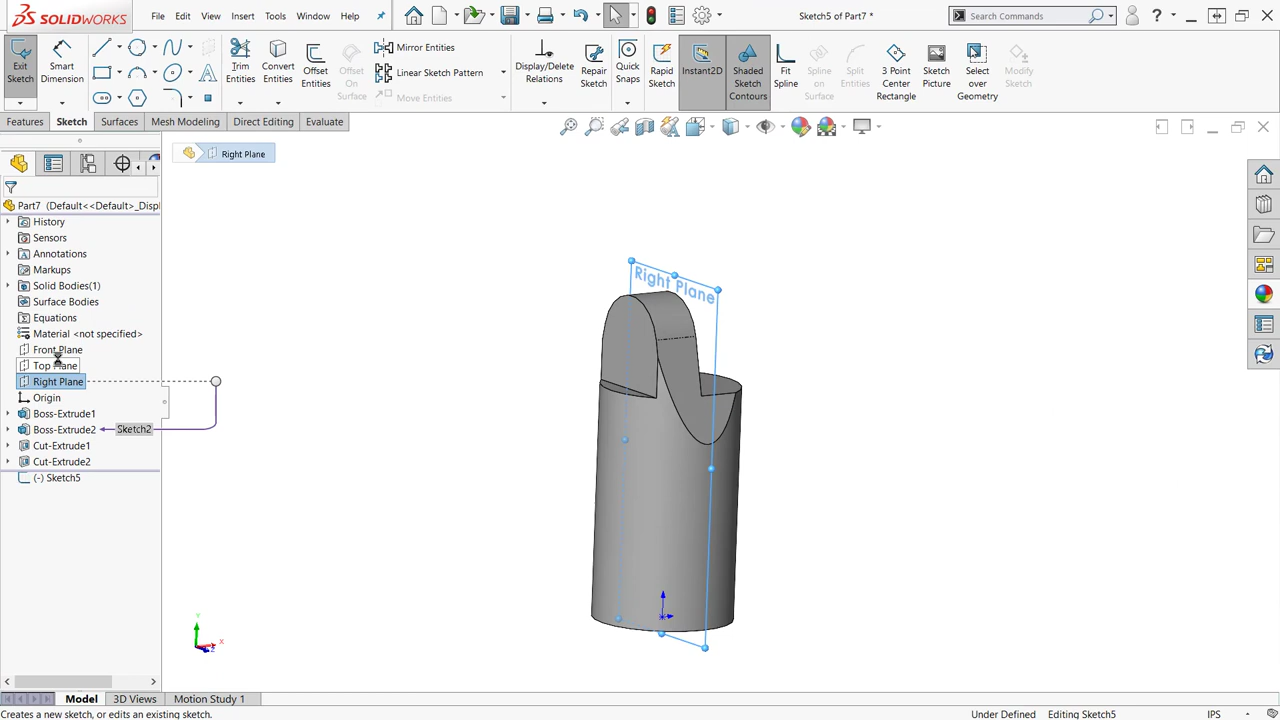 SOLIDWORKS
File
Edit
View
Insert
Tools
Window
Help
Sketch5 of Part7 *
Search Commands
?
Exit
Sketch
Smart
Dimension
Trim
Entities
Convert
Entities
Offset
Entities
Offset
On
Surface
Mirror Entities
Linear Sketch Pattern
Move Entities
Display/Delete
Relations
Repair
Sketch
Quick
Snaps
Rapid
Sketch
Instant2D
Shaded
Sketch
Contours
Fit
Spline
Spline
on
Surface
Split
Entities
3 Point
Center
Rectangle
Sketch
Picture
Select
over
Geometry
Modify
Sketch
Features
Sketch
Surfaces
Mesh Modeling
Direct Editing
Evaluate
Right Plane
Part7 (Default<<Default>_Displ
History
Sensors
Annotations
Markups
Solid Bodies(1)
Surface Bodies
Equations
Material <not specified>
Front Plane
Top Plane
Right Plane
Origin
Boss-Extrude1
Boss-Extrude2
Sketch2
Cut-Extrude1
Cut-Extrude2
(-) Sketch5
Right Plane
Y
X
Z
Model
3D Views
Motion Study 1
Creates a new sketch, or edits an existing sketch.
Under Defined
Editing Sketch5
IPS